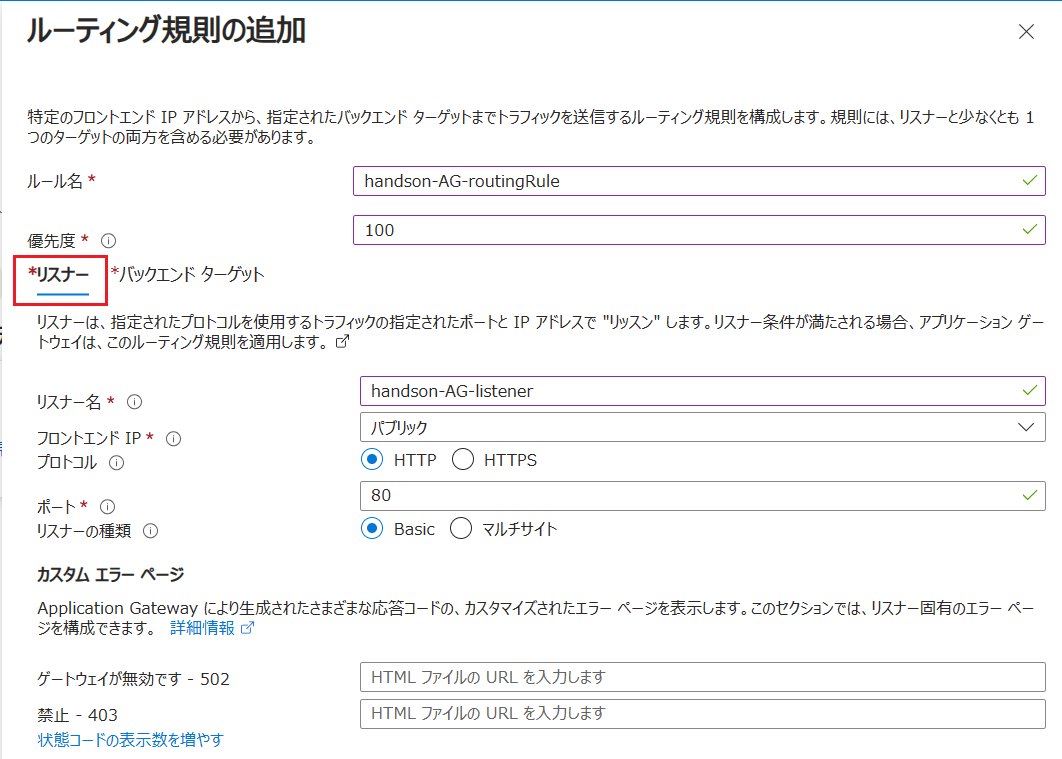 ルーティング規則の追加
特定のフロントエンド IP アドレスから、指定されたバックエンド ターゲットまでトラフィックを送信するルーティング規則を構成します。規則には、リスナーと少なくとも 1
つのターゲットの両方を含める必要があります。
ルール名 *
handson-AG-routingRule
優先度 *
100
*リスナー *バックエンド ターゲット
リスナーは、指定されたプロトコルを使用するトラフィックの指定されたポートと IP アドレスで "リッスン" します。リスナー条件が満たされる場合、アプリケーション ゲー
トウェイは、このルーティング規則を適用します。
リスナー名 *
handson-AG-listener
フロントエンド IP *
パブリック
プロトコル
HTTP HTTPS
ポート *
80
リスナーの種類
Basic マルチサイト
カスタム エラー ページ
Application Gateway により生成されたさまざまな応答コードの、カスタマイズされたエラー ページを表示します。このセクションでは、リスナー固有のエラー ペー
ジを構成できます。 詳細情報
ゲートウェイが無効です - 502
HTML ファイルの URL を入力します
禁止 - 403
HTML ファイルの URL を入力します
状態コードの表示数を増やす